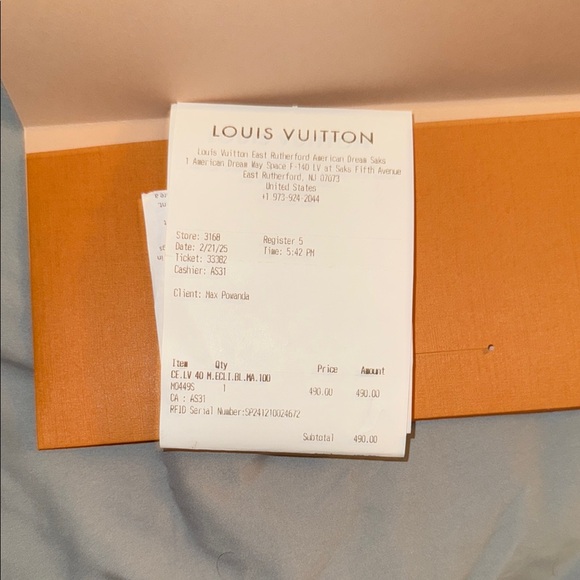 LOUIS VUITTON
Louis Vuitton East Rutherford American Dream Saks
1 American Dream Way Space F-140 LV at Saks Fifth Avenue
East Rutherford, NJ 07073
United States
+1 973-924-2044
Store: 3168 Register 5
Date: 2/21/25 Time: 5:42 PM
Ticket: 33382
Cashier: AS31
Client: Max Powanda
Item Qty Price Amount
CE.LV 40 M.ECLI.BL.MA.100
M0449S 1 490.00 490.00
CA : AS31
RFID Serial Number:SP2412100246/2
Subtotal 490.00